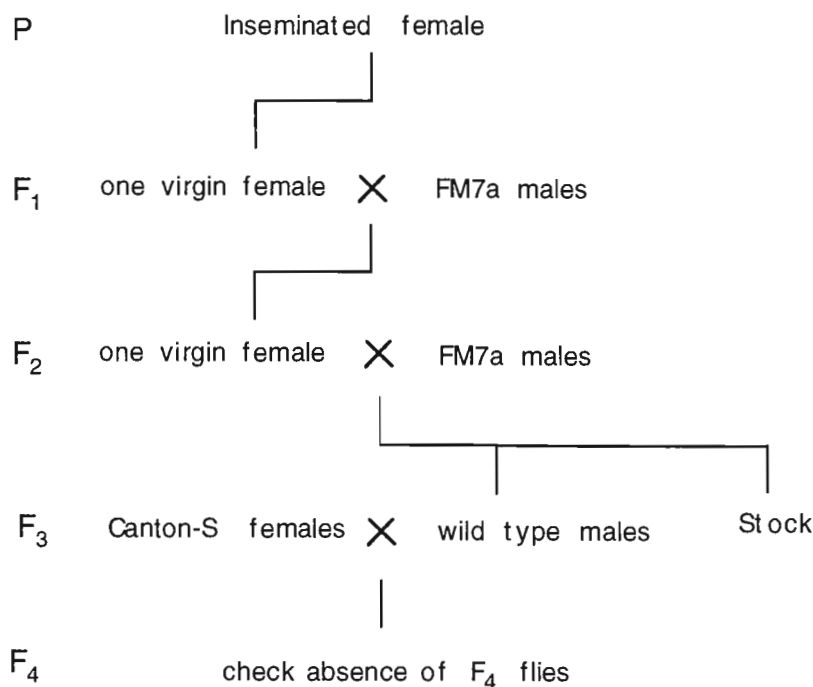 P Inseminated female
F₁ one virgin female × FM7a males
F₂ one virgin female × FM7a males
F₃ Canton-S females × wild type males Stock
F₄ check absence of F₄ flies